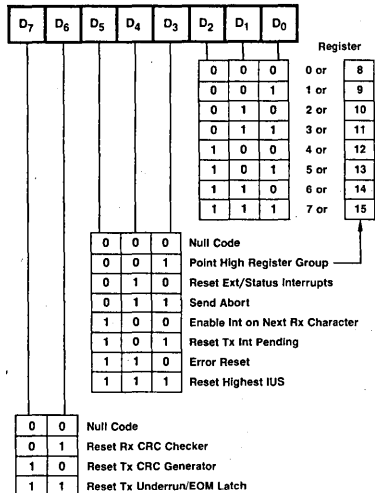 D7 D6 D5 D4 D3 D2 D1 D0
Register
0 0 0 0 or 8
0 0 1 1 or 9
0 1 0 2 or 10
0 1 1 3 or 11
1 0 0 4 or 12
1 0 1 5 or 13
1 1 0 6 or 14
1 1 1 7 or 15
0 0 0 Null Code
0 0 1 Point High Register Group
0 1 0 Reset Ext/Status Interrupts
0 1 1 Send Abort
1 0 0 Enable Int on Next Rx Character
1 0 1 Reset Tx Int Pending
1 1 0 Error Reset
1 1 1 Reset Highest IUS
0 0 Null Code
0 1 Reset Rx CRC Checker
1 0 Reset Tx CRC Generator
1 1 Reset Tx Underrun/EOM Latch